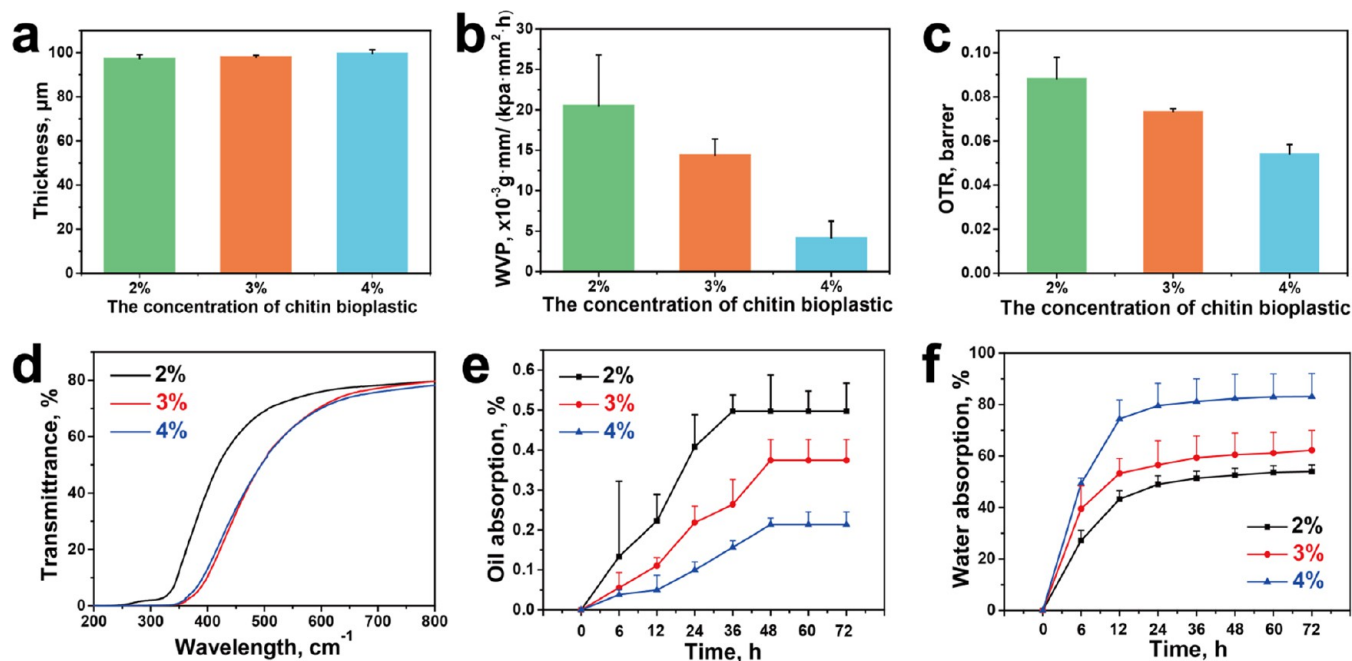 a
Thickness, μm
100
80
60
40
20
0
2% 3% 4%
The concentration of chitin bioplastic
b
WVP, x10⁻³g·mm/ (kpa·mm²·h)
30
25
20
15
10
5
0
2% 3% 4%
The concentration of chitin bioplastic
c
OTR, barrer
0.10
0.08
0.06
0.04
0.02
0.00
2% 3% 4%
The concentration of chitin bioplastic
d
Transmittrance, %
80
60
40
20
0
2%
3%
4%
200 300 400 500 600 700 800
Wavelength, cm⁻¹
e
Oil absorption, %
0.6
0.5
0.4
0.3
0.2
0.1
0.0
2%
3%
4%
0 6 12 24 36 48 60 72
Time, h
f
Water absorption, %
100
80
60
40
20
0
2%
3%
4%
0 6 12 24 36 48 60 72
Time, h